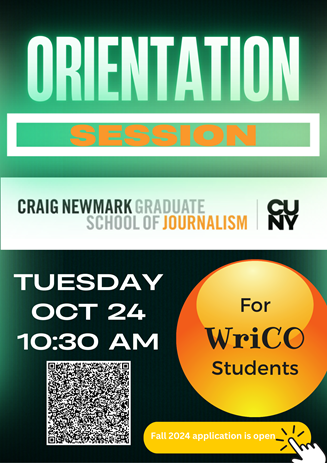 ORIENTATION
SESSION
CRAIG NEWMARK GRADUATE
SCHOOL OF JOURNALISM
CU
NY
TUESDAY
OCT 24
10:30 AM
For
WriCO
Students
Fall 2024 application is open